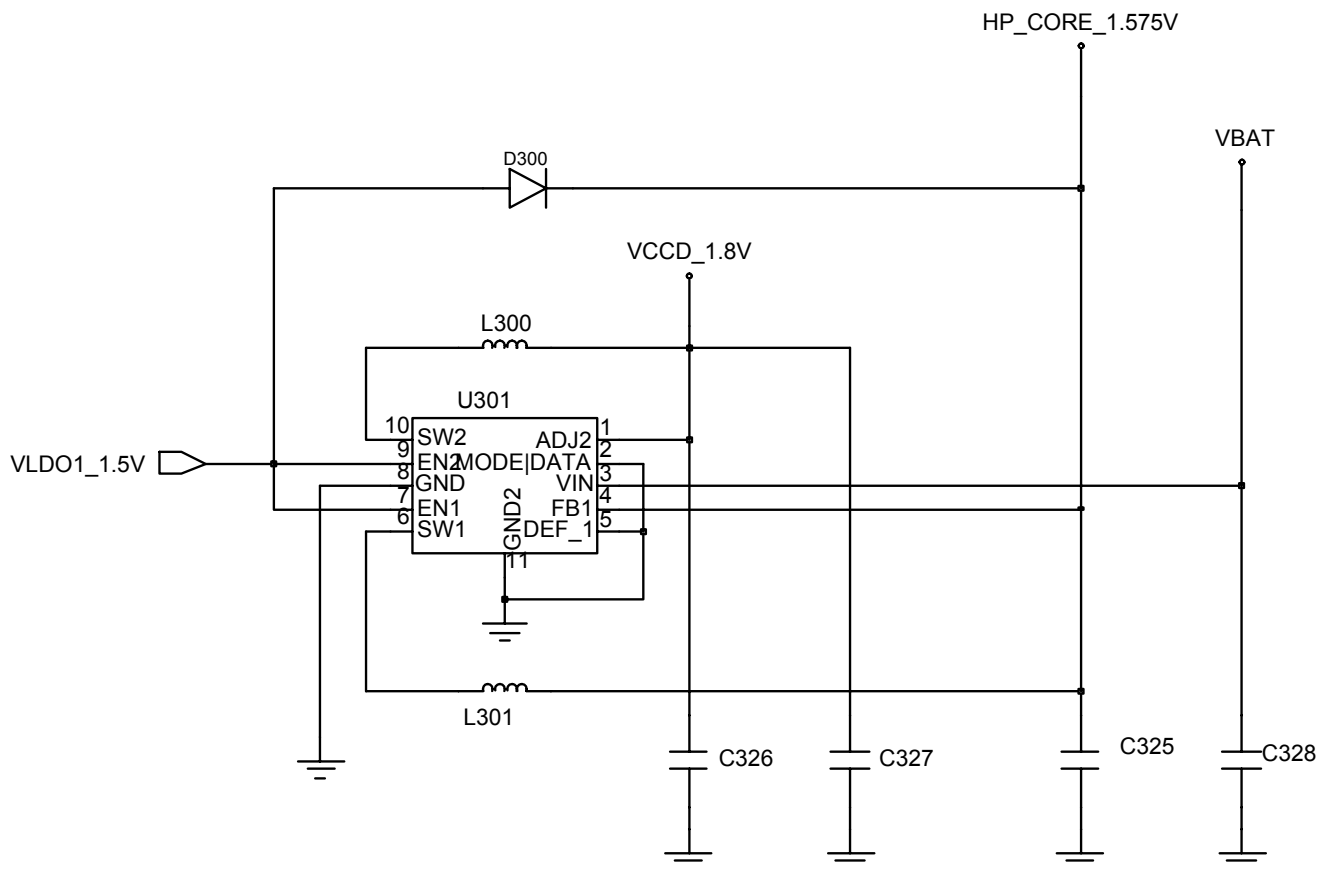 HP_CORE_1.575V
VBAT
D300
VCCD_1.8V
L300
U301
10
1
SW2
ADJ2
9
2
VLDO1_1.5V
EN2
MODE|DATA
8
3
GND
VIN
7
4
EN1
FB1
6
5
SW1
GND2
DEF_1
11
L301
C326
C327
C325
C328